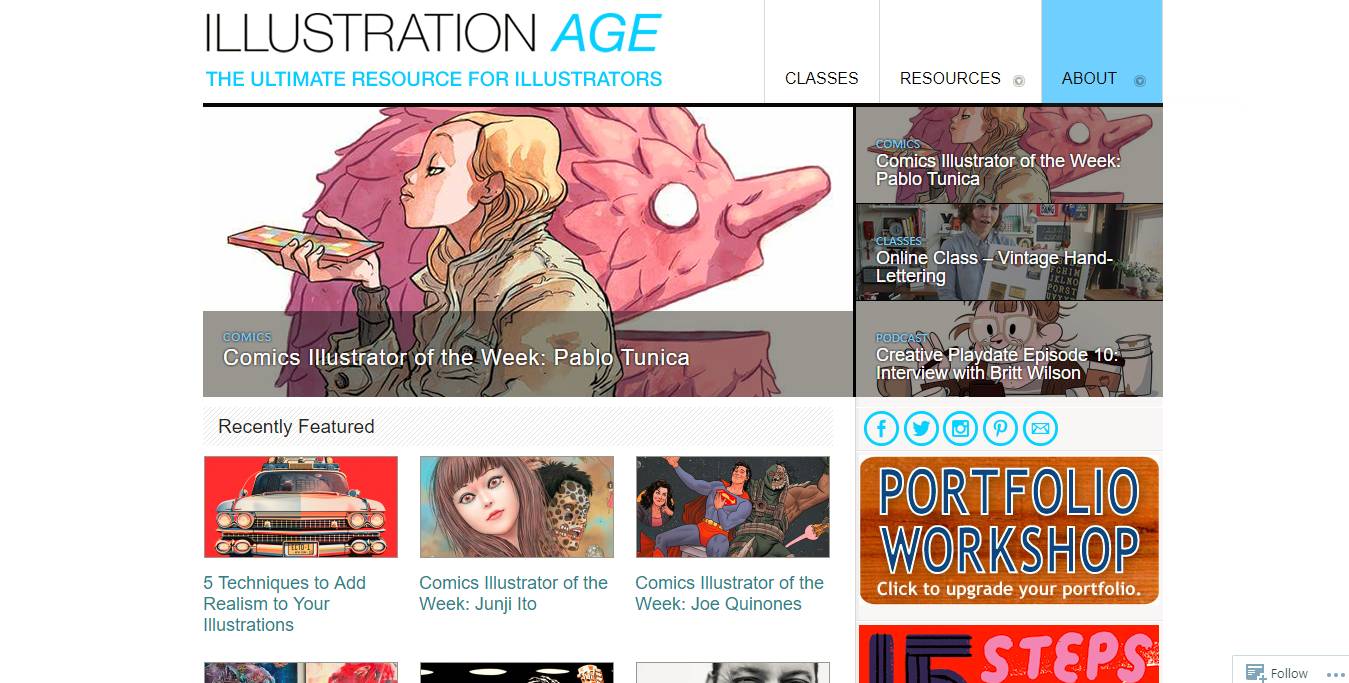 ILLUSTRATION AGE
THE ULTIMATE RESOURCE FOR ILLUSTRATORS
CLASSES
RESOURCES
ABOUT
COMICS
Comics Illustrator of the Week: Pablo Tunica
COMICS
Comics Illustrator of the Week:
Pablo Tunica
CLASSES
Online Class – Vintage Hand-
Lettering
PODCAST
Creative Playdate Episode 10:
Interview with Britt Wilson
Recently Featured
5 Techniques to Add
Realism to Your
Illustrations
Comics Illustrator of the
Week: Junji Ito
Comics Illustrator of the
Week: Joe Quinones
PORTFOLIO
WORKSHOP
Click to upgrade your portfolio.
15 STEPS
Follow